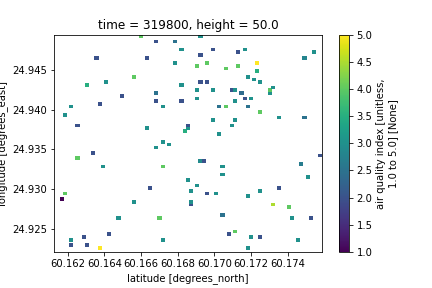 time = 319800, height = 50.0
24.945
24.940
24.935
24.930
24.925
longitude [degrees_east]
60.162 60.164 60.166 60.168 60.170 60.172 60.174
latitude [degrees_north]
5.0
4.5
4.0
3.5
3.0
2.5
2.0
1.5
1.0
air quality index [unitless,
1.0 to 5.0] [None]